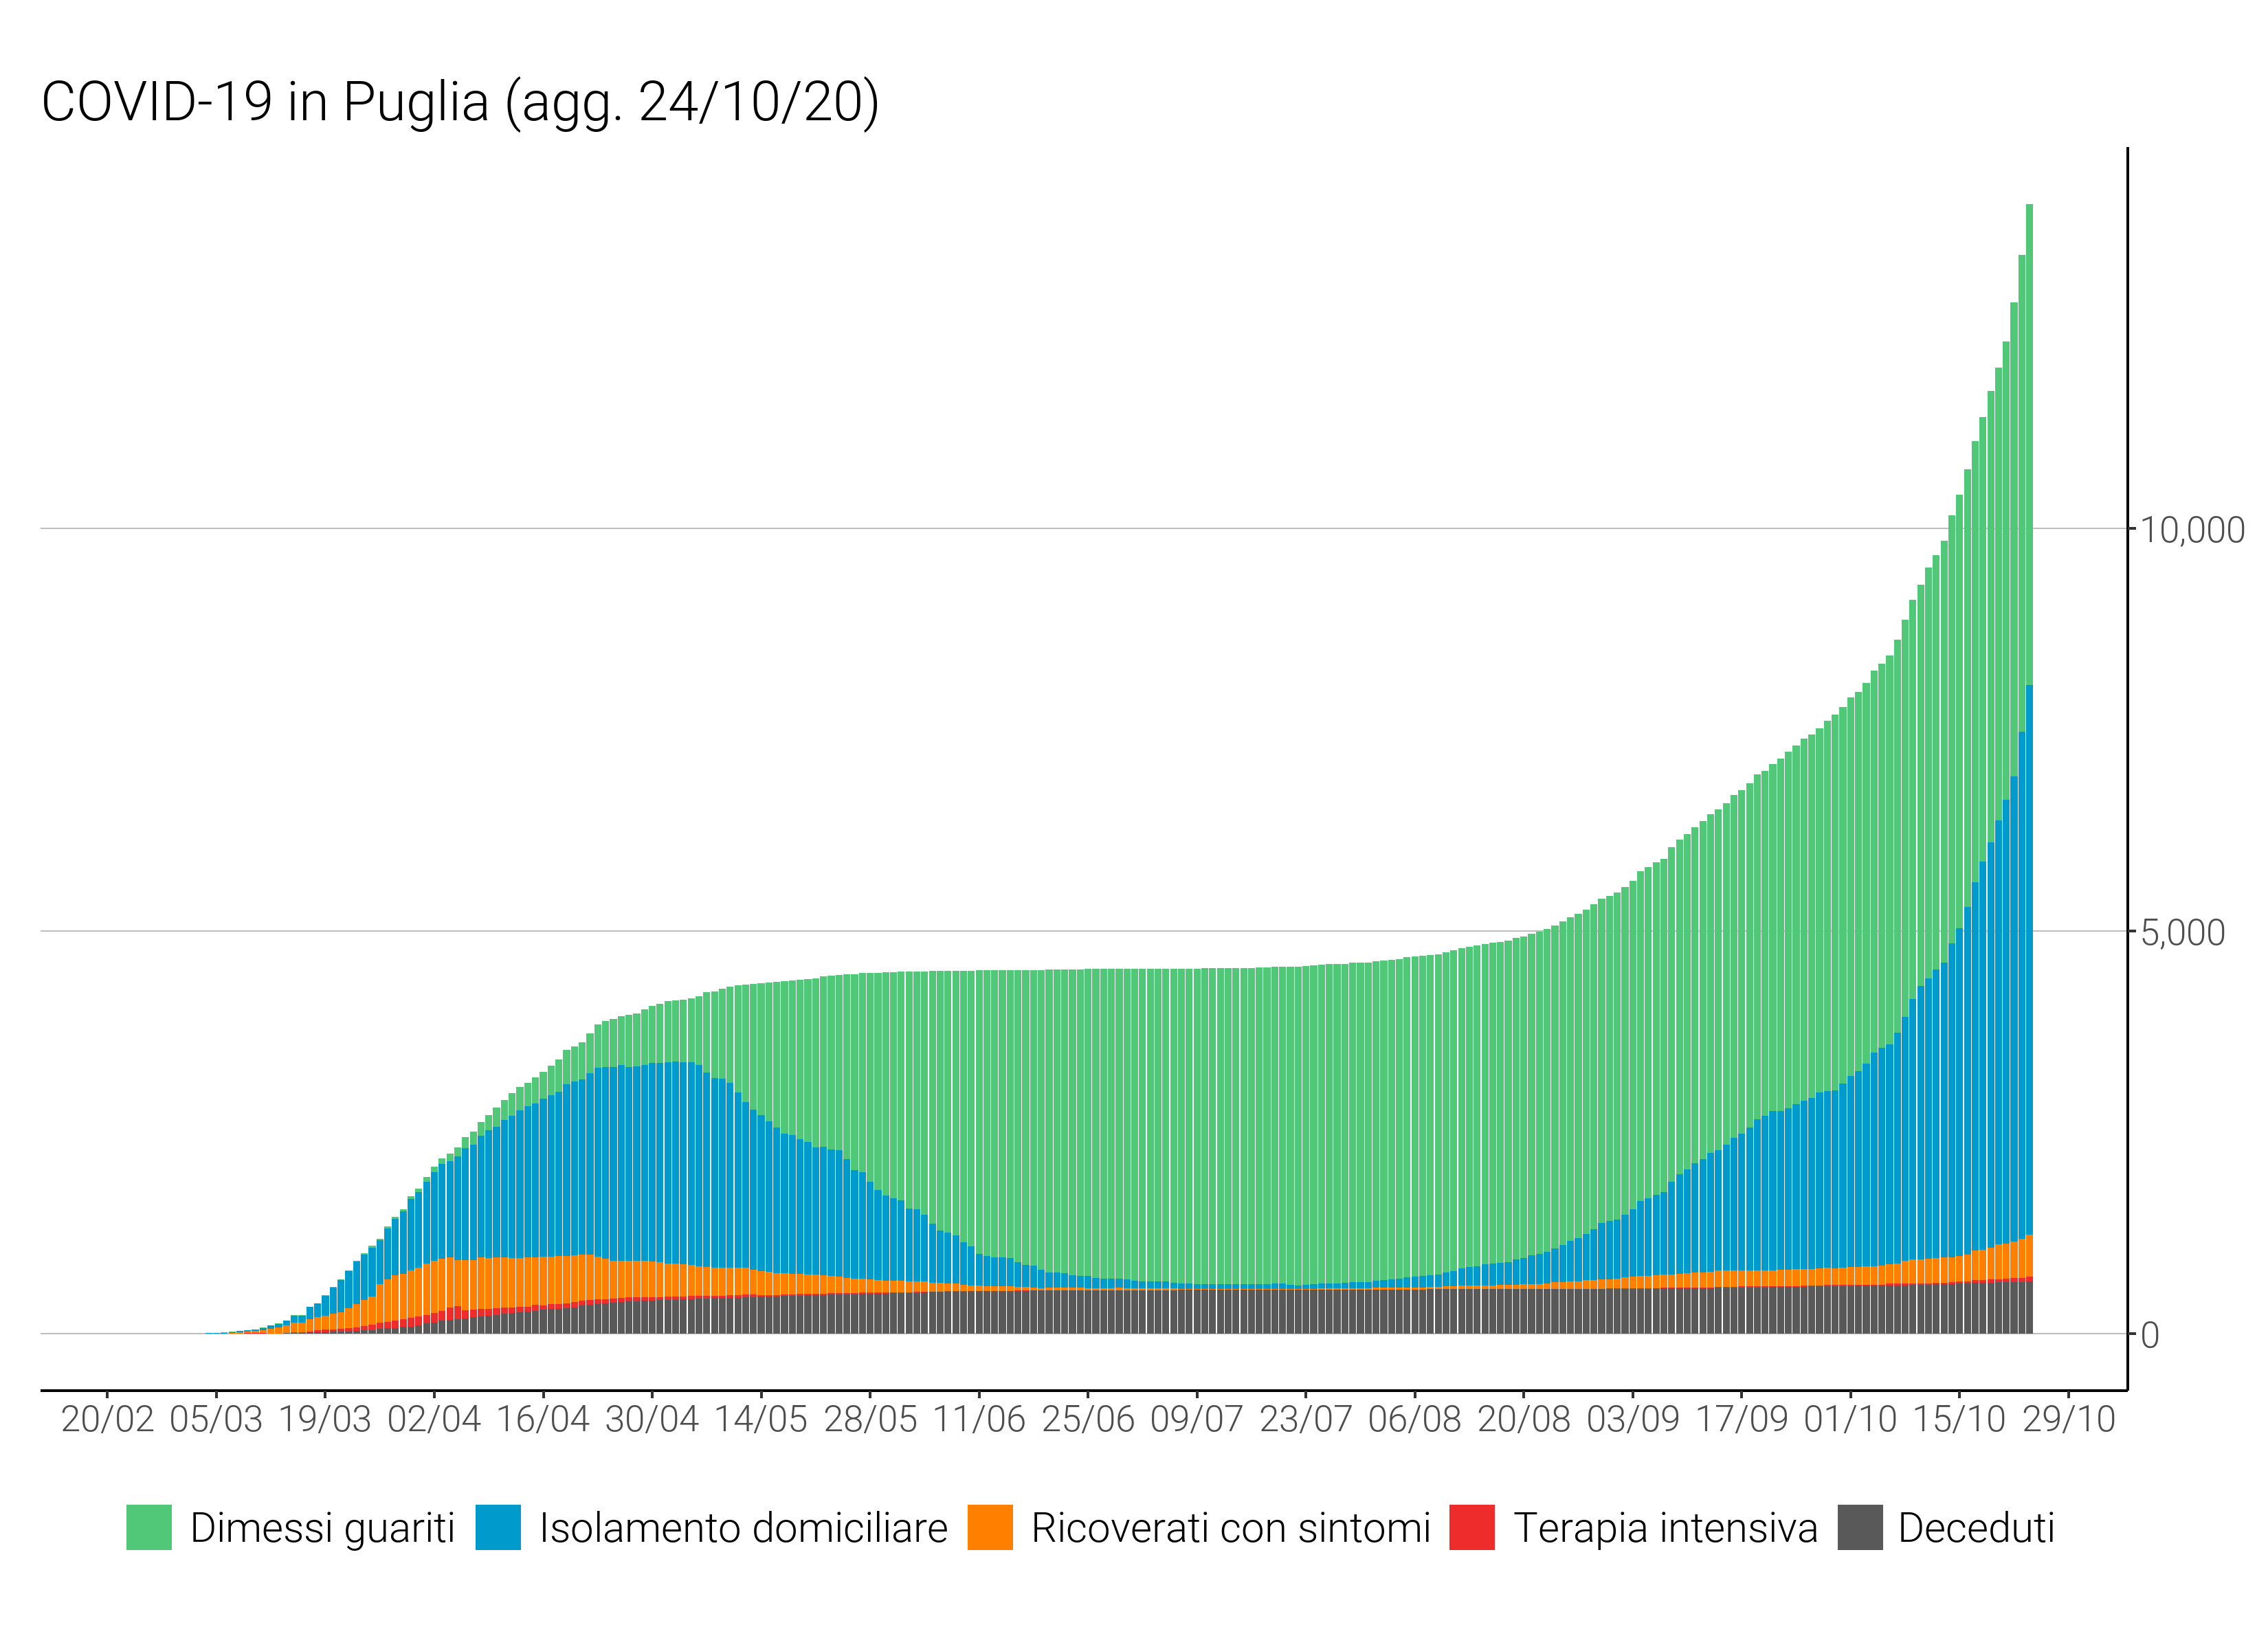 COVID-19 in Puglia (agg. 24/10/20)
10,000
5,000
0
20/02 05/03 19/03 02/04 16/04 30/04 14/05 28/05 11/06 25/06 09/07 23/07 06/08 20/08 03/09 17/09 01/10 15/10 29/10
Dimessi guariti Isolamento domiciliare Ricoverati con sintomi Terapia intensiva Deceduti